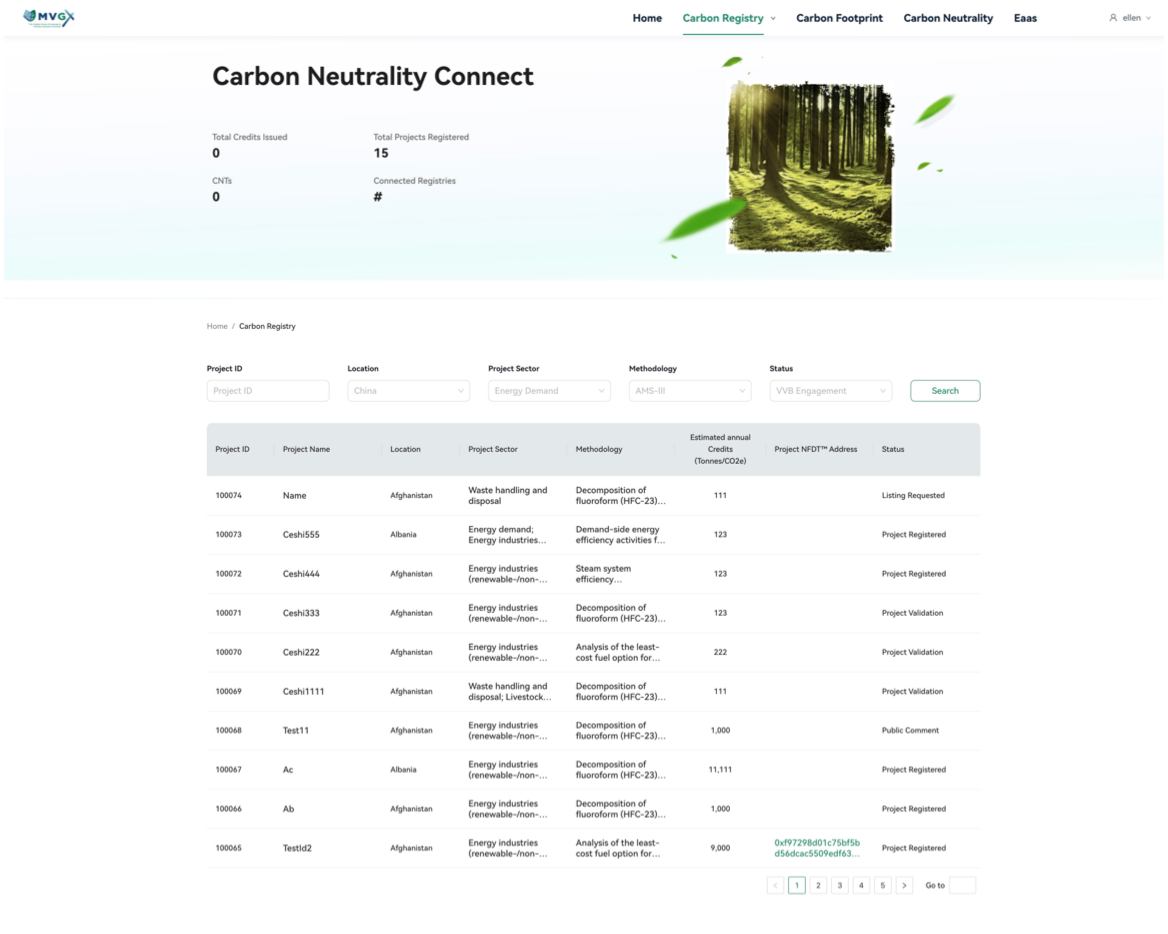 MVGX
Home Carbon Registry Carbon Footprint Carbon Neutrality Eaas ellen
Carbon Neutrality Connect
Total Credits Issued Total Projects Registered
0 15
CNTs Connected Registries
0 #
Home / Carbon Registry
Project ID Location Project Sector Methodology Status
Project ID China Energy Demand AMS-III VVB Engagement Search
Estimated annual
Project ID Project Name Location Project Sector Methodology Credits Project NFDT™ Address Status
(Tonnes/CO2e)
Waste handling and Decomposition of
100074 Name Afghanistan 111 Listing Requested
disposal fluoroform (HFC-23)...
Energy demand; Demand-side energy
100073 Ceshi555 Albania 123 Project Registered
Energy industries... efficiency activities f...
Energy industries Steam system
100072 Ceshi444 Afghanistan 123 Project Registered
(renewable-/non-... efficiency...
Energy industries Decomposition of
100071 Ceshi333 Afghanistan 123 Project Validation
(renewable-/non-... fluoroform (HFC-23)...
Energy industries Analysis of the least-
100070 Ceshi222 Afghanistan 222 Project Validation
(renewable-/non-... cost fuel option for...
Waste handling and Decomposition of
100069 Ceshi1111 Afghanistan 111 Project Validation
disposal; Livestock... fluoroform (HFC-23)...
Energy industries Decomposition of
100068 Test11 Afghanistan 1,000 Public Comment
(renewable-/non-... fluoroform (HFC-23)...
Energy industries Decomposition of
100067 Ac Albania 11,111 Project Registered
(renewable-/non-... fluoroform (HFC-23)...
Energy industries Decomposition of
100066 Ab Afghanistan 1,000 Project Registered
(renewable-/non-... fluoroform (HFC-23)...
Energy industries Analysis of the least- 0xf97298d01c75bf5b
100065 TestId2 Afghanistan 9,000 Project Registered
(renewable-/non-... cost fuel option for... d56dcac5509edf63...
< 1 2 3 4 5 > Go to